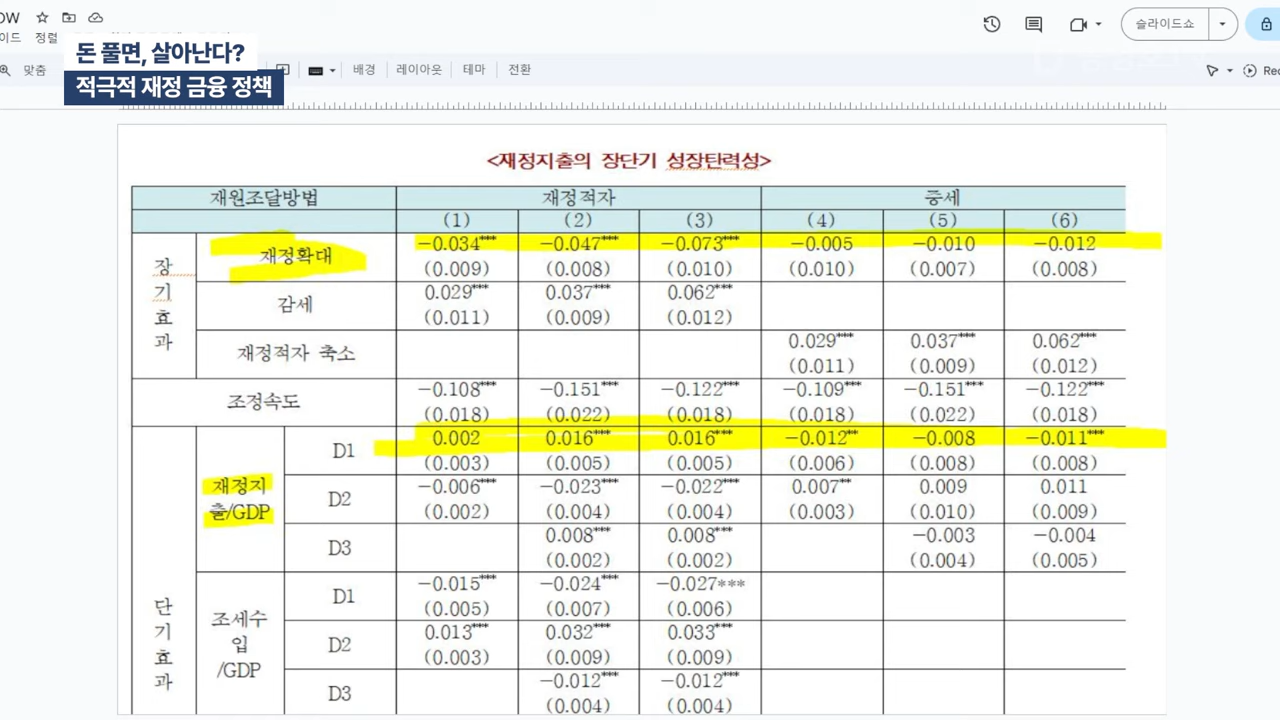 OW
슬라이드쇼
이드 정렬
돈 풀면, 살아난다?
적극적 재정 금융 정책
맞춤
배경
레이아웃
테마
전환
Rec
<재정지출의 장단기 성장탄력성>
재원조달방법 재정적자 증세
(1) (2) (3) (4) (5) (6)
장기효과
재정확대 -0.034*** -0.047*** -0.073*** -0.005 -0.010 -0.012
(0.009) (0.008) (0.010) (0.010) (0.007) (0.008)
감세 0.029*** 0.037*** 0.062***
(0.011) (0.009) (0.012)
재정적자 축소 0.029*** 0.037*** 0.062***
(0.011) (0.009) (0.012)
조정속도 -0.108*** -0.151*** -0.122*** -0.109*** -0.151*** -0.122***
(0.018) (0.022) (0.018) (0.018) (0.022) (0.018)
단기효과
재정지
출/GDP
D1 0.002 0.016*** 0.016*** -0.012** -0.008 -0.011***
(0.003) (0.005) (0.005) (0.006) (0.008) (0.008)
D2 -0.006*** -0.023*** -0.022*** 0.007** 0.009 0.011
(0.002) (0.004) (0.004) (0.003) (0.010) (0.009)
D3 0.008*** 0.008*** -0.003 -0.004
(0.002) (0.002) (0.004) (0.005)
조세수
입
/GDP
D1 -0.015*** -0.024*** -0.027***
(0.005) (0.007) (0.006)
D2 0.013*** 0.032*** 0.033***
(0.003) (0.009) (0.009)
D3 -0.012*** -0.012***
(0.004) (0.004)